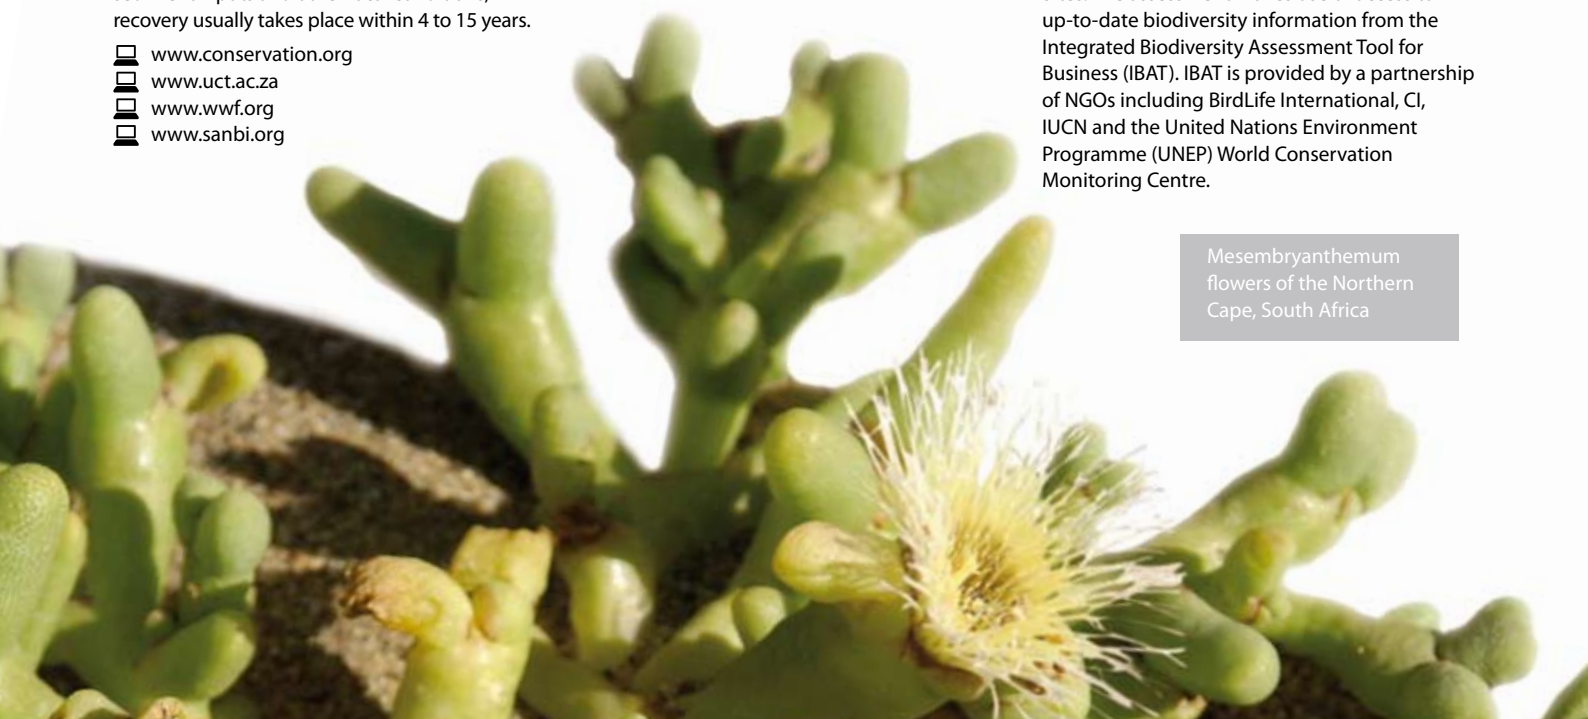 recovery usually takes place within 4 to 15 years.
www.conservation.org
www.uct.ac.za
www.wwf.org
www.sanbi.org
up-to-date biodiversity information from the
Integrated Biodiversity Assessment Tool for
Business (IBAT). IBAT is provided by a partnership
of NGOs including BirdLife International, CI,
IUCN and the United Nations Environment
Programme (UNEP) World Conservation
Monitoring Centre.
Mesembryanthemum
flowers of the Northern
Cape, South Africa